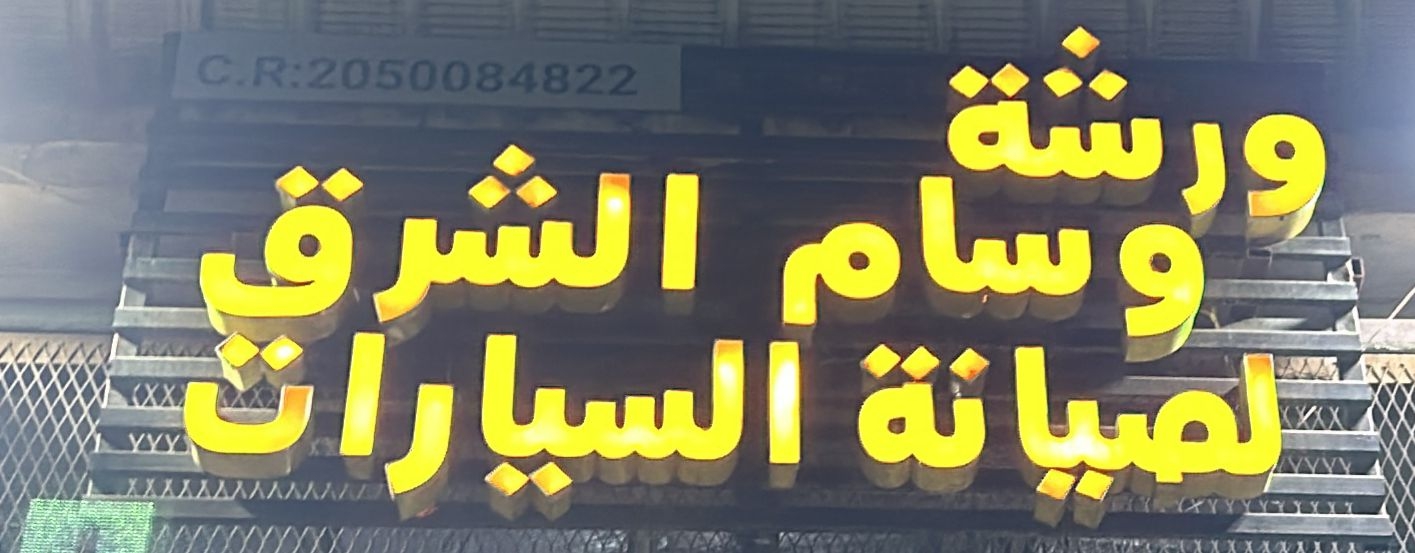 C.R:2050084822
ورشة
وسام الشرق
لصيانة السيارات